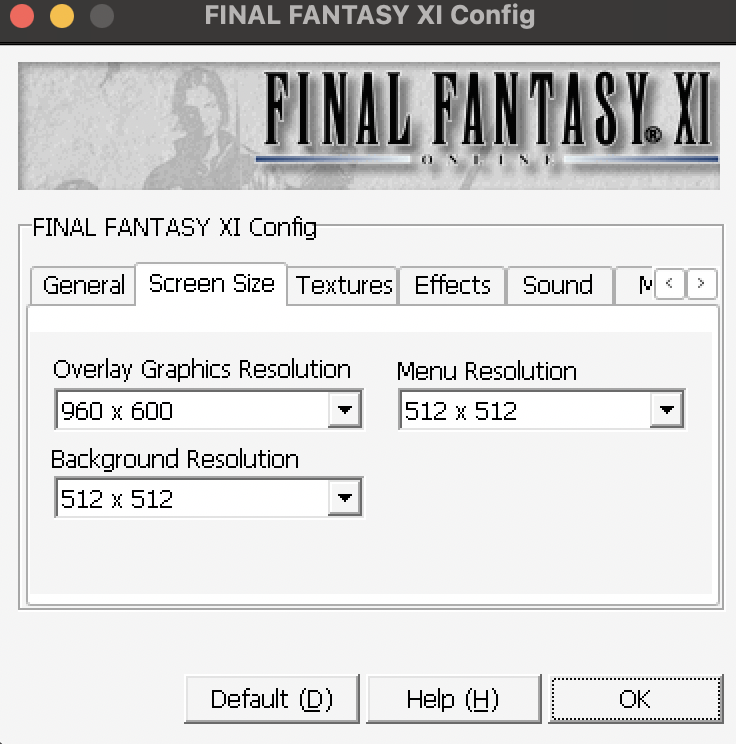 FINAL FANTASY XI Config
FINAL FANTASY® XI
ONLINE
FINAL FANTASY XI Config
General Screen Size Textures Effects Sound
Overlay Graphics Resolution Menu Resolution
960 x 600 512 x 512
Background Resolution
512 x 512
Default (D) Help (H) OK